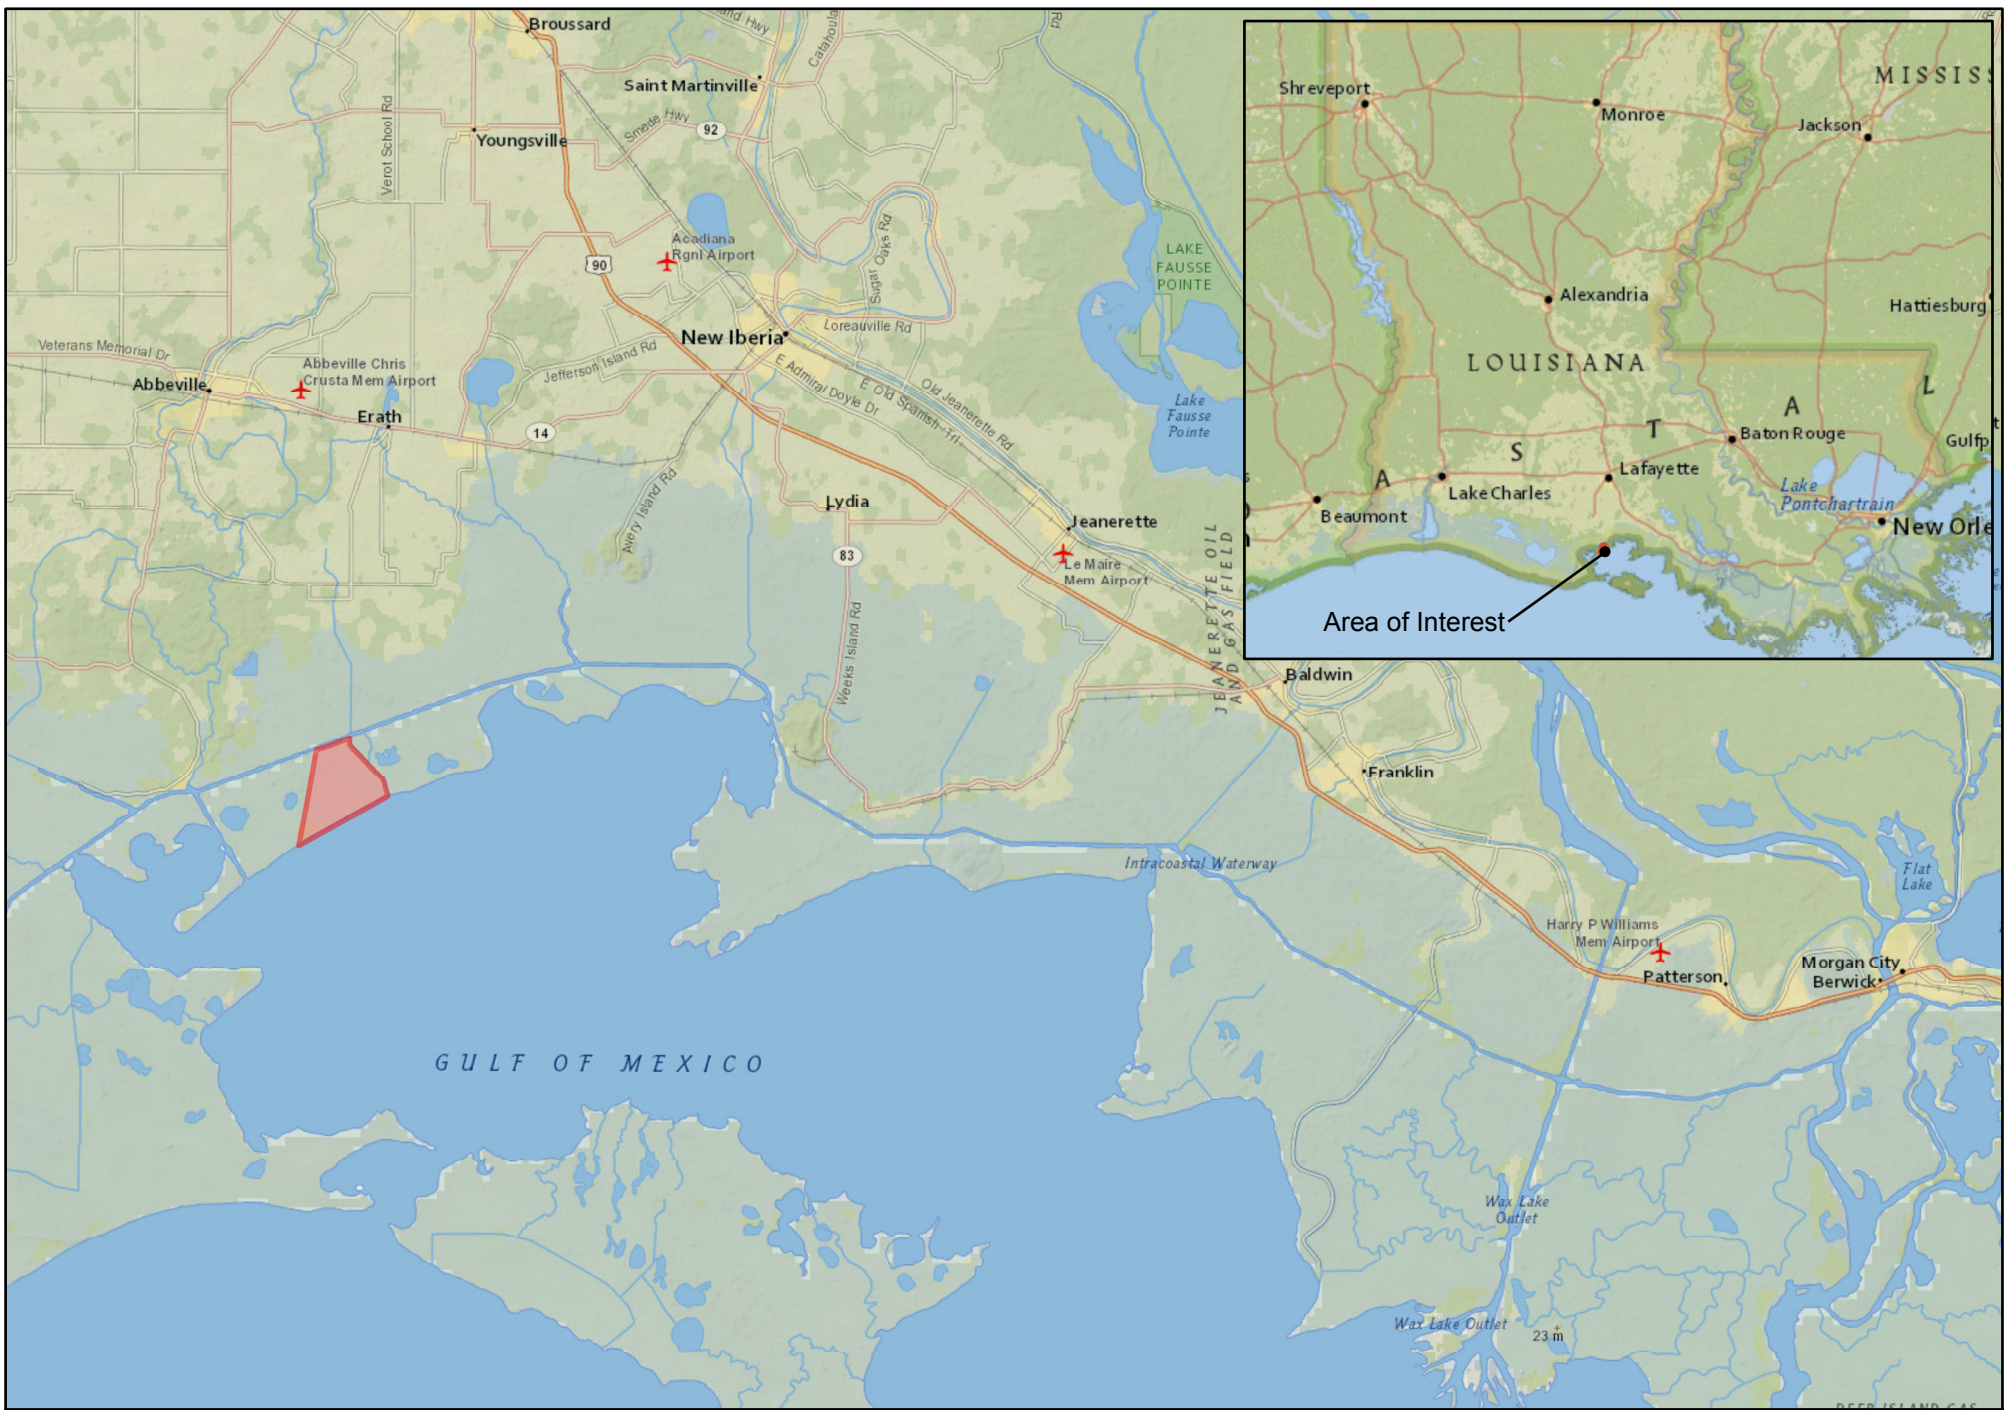 Broussard
Saint Martinville
Verot School Rd
Youngsville
Smede Hwy
92
Rd
Acadiana
Rgnl Airport
90
Sugar Oaks Rd
LAKE
FAUSSE
POINTE
New Iberia
Loreauville Rd
Veterans Memorial Dr
Abbeville Chris
Crusta Mem Airport
Abbeville
Erath
Jefferson Island Rd
E Admiral Doyle Dr
E Old Spanish Trl
Old Jeanerette Rd
Lake
Fausse
Pointe
14
Avery Island Rd
Lydia
83
Jeanerette
Le Maire
Mem Airport
JEANERETTE OIL
AND GAS FIELD
Weeks Island Rd
Baldwin
Franklin
Intracoastal Waterway
Flat
Lake
Harry P Williams
Mem Airport
Patterson
Morgan City
Berwick
GULF OF MEXICO
Wax Lake
Outlet
Wax Lake Outlet
23 m
Shreveport
Monroe
MISSISS
Jackson
Alexandria
Hattiesburg
LOUISIANA
L
A
T
S
A
Baton Rouge
Gulfp
Lafayette
Lake Charles
Lake
Pontchartrain
Beaumont
New Orle
Area of Interest